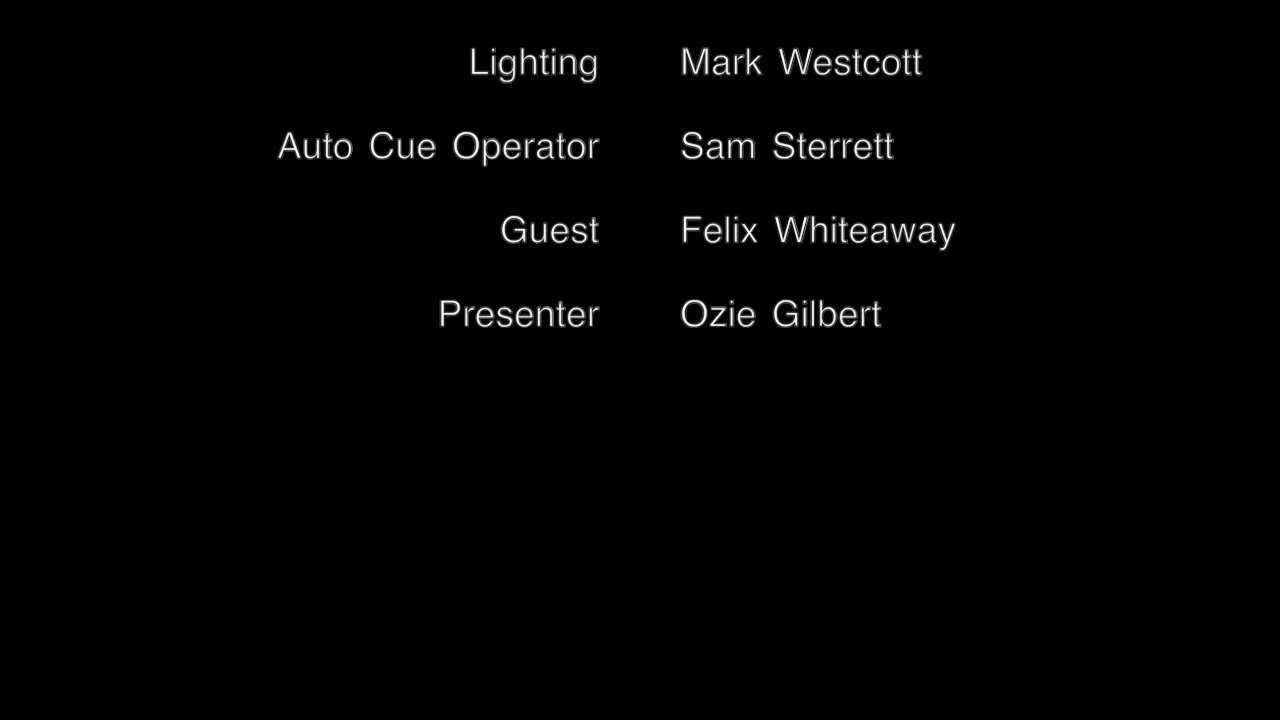 Lighting Mark Westcott
Auto Cue Operator Sam Sterrett
Guest Felix Whiteaway
Presenter Ozie Gilbert